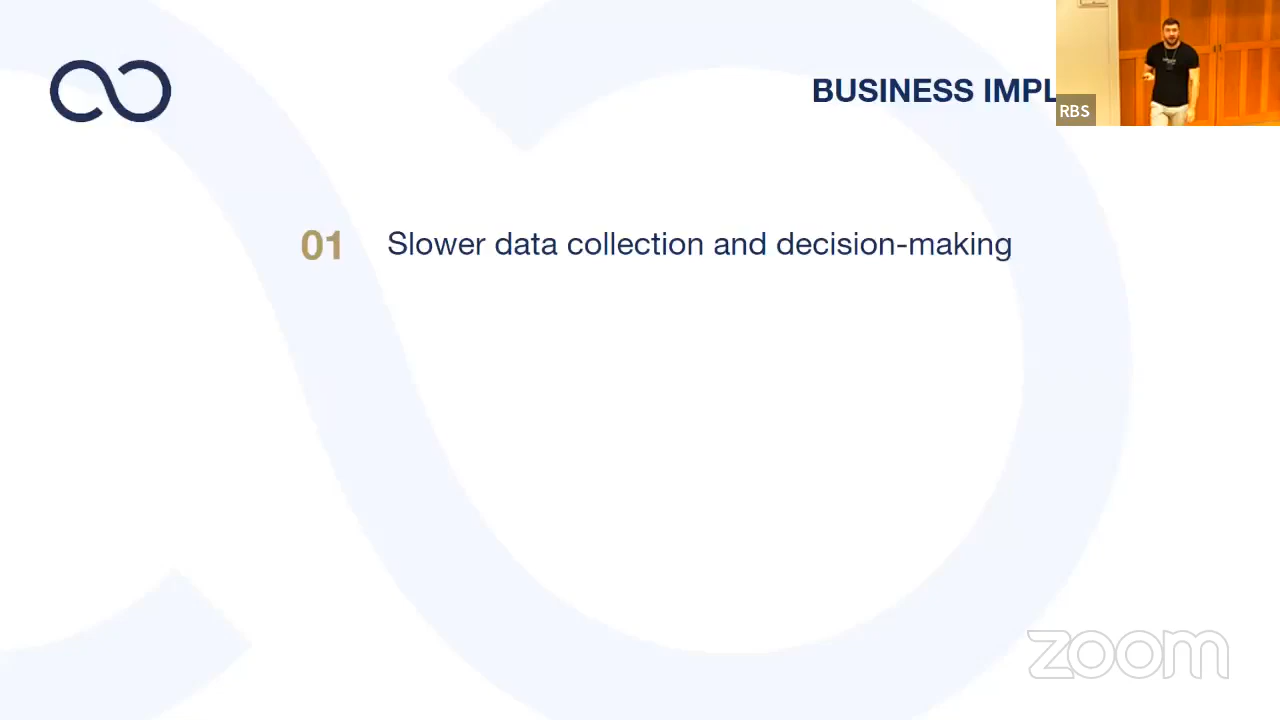 BUSINESS IMPL
RBS
01 Slower data collection and decision-making
zoom